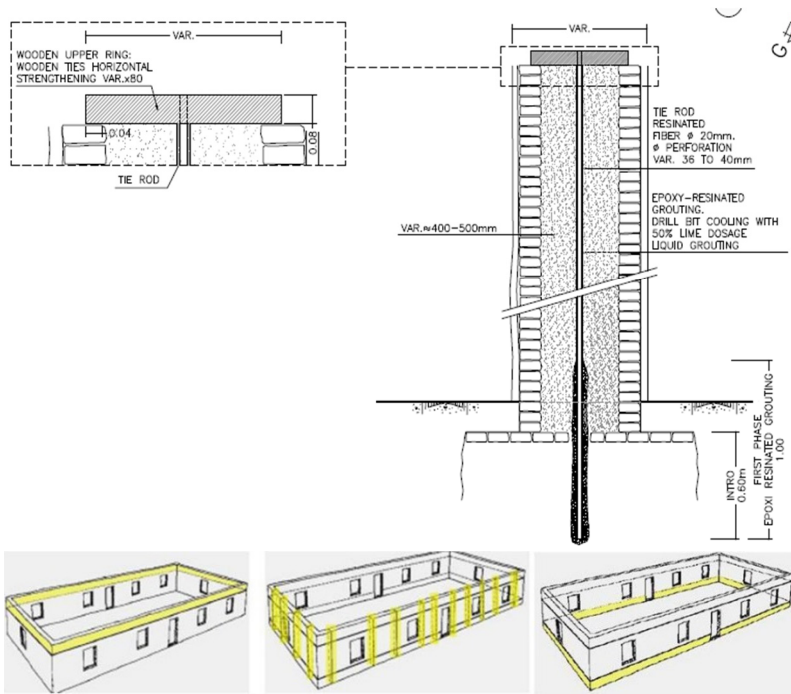 VAR.
WOODEN UPPER RING:
WOODEN TIES HORIZONTAL
STRENGTHENING VAR.x80
0.04
0.08
TIE ROD
VAR.
TIE ROD
RESINATED
FIBER ø 20mm.
ø PERFORATION
VAR. 36 TO 40mm
EPOXY-RESINATED
GROUTING.
DRILL BIT COOLING WITH
50% LIME DOSAGE
LIQUID GROUTING
VAR.≈400-500mm
INTRO
0.60m
FIRST PHASE
EPOXI RESINATED GROUTING
1.00
G